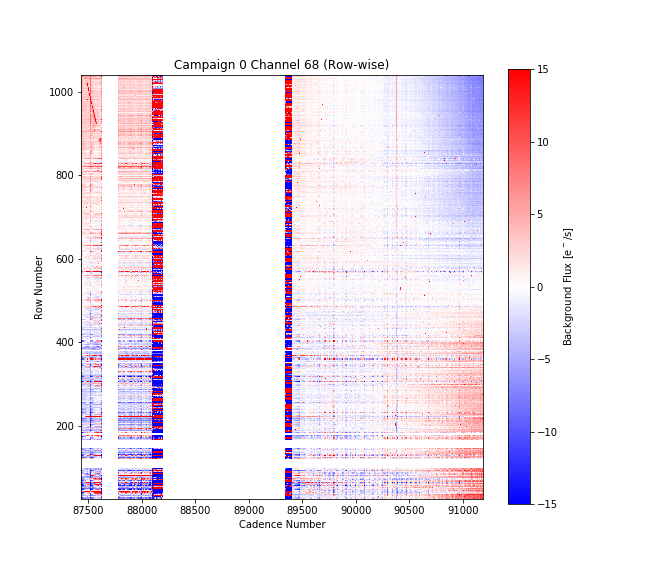 Campaign 0 Channel 68 (Row-wise)
1000
800
600
400
200
Row Number
87500 88000 88500 89000 89500 90000 90500 91000
Cadence Number
15
10
5
0
−5
−10
−15
Background Flux [e⁻/s]